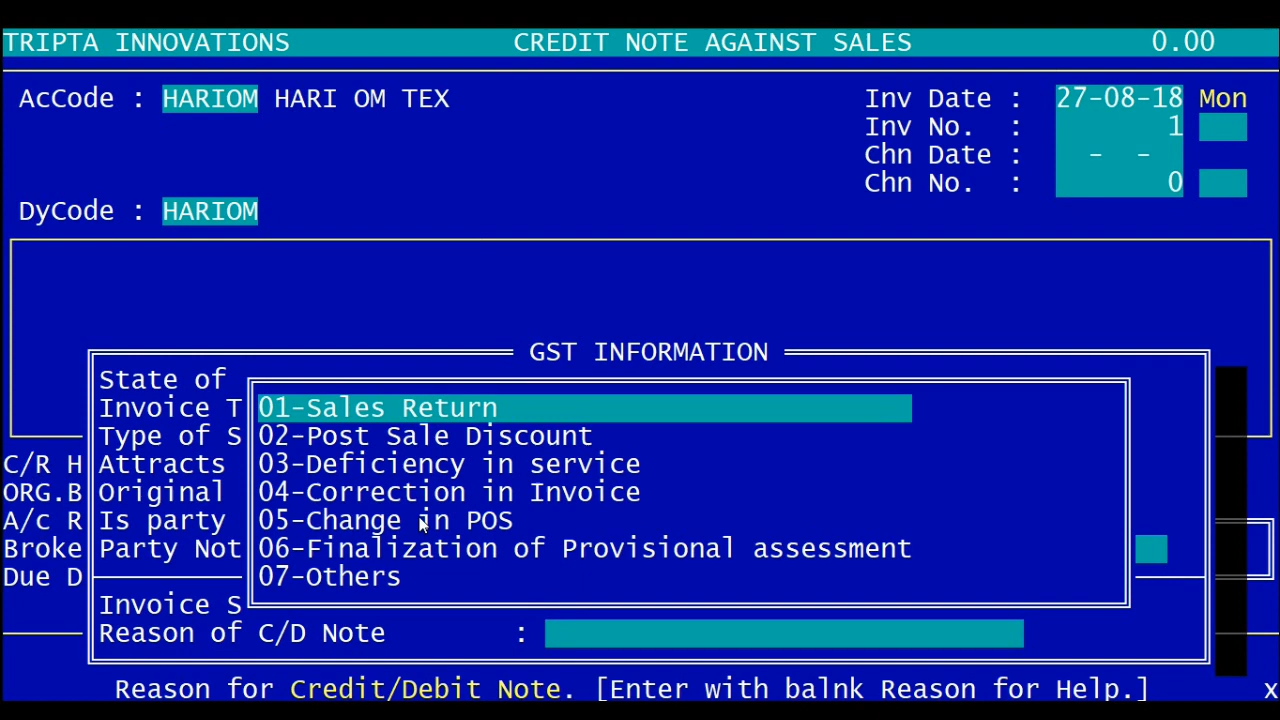 TRIPTA INNOVATIONS CREDIT NOTE AGAINST SALES 0.00
AcCode : HARIOM HARI OM TEX Inv Date : 27-08-18 Mon
Inv No. : 1
Chn Date : - -
Chn No. : 0
DyCode : HARIOM
GST INFORMATION
State of
Invoice T 01-Sales Return
Type of S 02-Post Sale Discount
C/R H Attracts 03-Deficiency in service
ORG.B Original 04-Correction in Invoice
A/c R Is party 05-Change in POS
Broke Party Not 06-Finalization of Provisional assessment
Due D 07-Others
Invoice S
Reason of C/D Note :
Reason for Credit/Debit Note. [Enter with balnk Reason for Help.] x